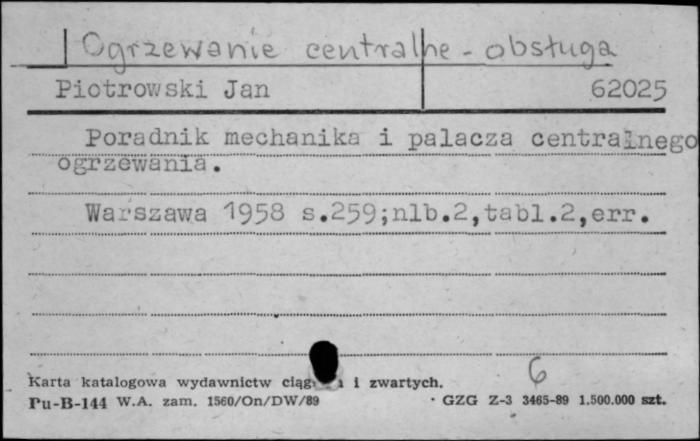 Ogrzewanie centralne - obsługa
Piotrowski Jan 62025
Poradnik mechanika i palacza centralnego
ogrzewania.
Warszawa 1958 s.259;nlb.2,tabl.2,err.
6
Karta katalogowa wydawnictw i zwartych.
Pu-B-144 W.A. zam. 1560/On/DW/89 · GZG Z-3 3465-89 1.500.000 szt.